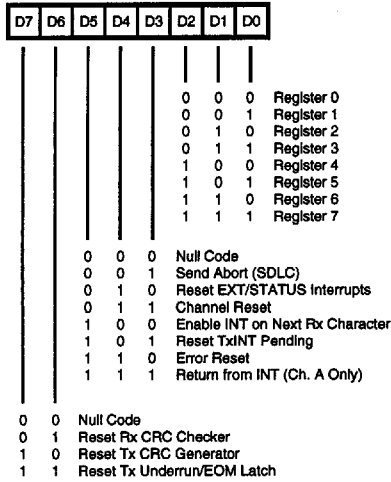 D7 D6 D5 D4 D3 D2 D1 D0
0 0 0 Register 0
0 0 1 Register 1
0 1 0 Register 2
0 1 1 Register 3
1 0 0 Register 4
1 0 1 Register 5
1 1 0 Register 6
1 1 1 Register 7
0 0 0 Null Code
0 0 1 Send Abort (SDLC)
0 1 0 Reset EXT/STATUS Interrupts
0 1 1 Channel Reset
1 0 0 Enable INT on Next Rx Character
1 0 1 Reset TxINT Pending
1 1 0 Error Reset
1 1 1 Return from INT (Ch. A Only)
0 0 Null Code
0 1 Reset Rx CRC Checker
1 0 Reset Tx CRC Generator
1 1 Reset Tx Underrun/EOM Latch